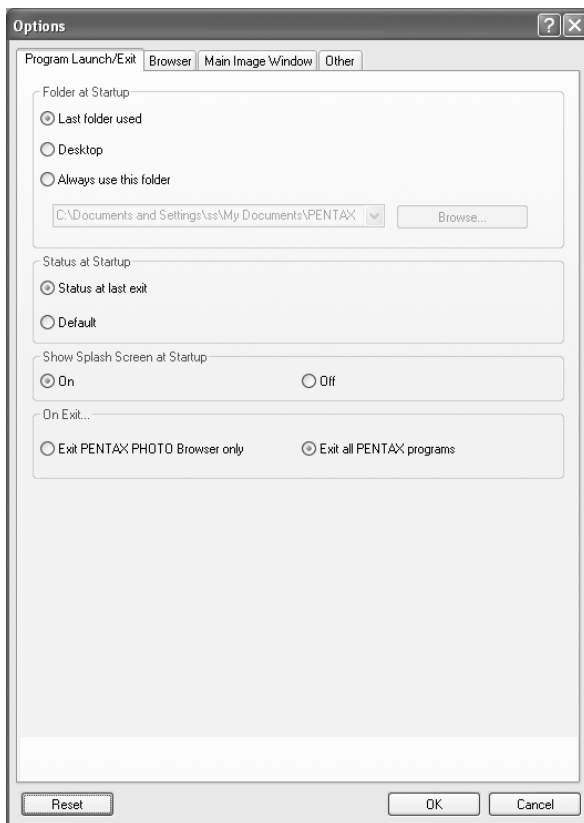 Options
Program Launch/Exit Browser Main Image Window Other
Folder at Startup
Last folder used
Desktop
Always use this folder
C:\Documents and Settings\ss\My Documents\PENTAX Browse...
Status at Startup
Status at last exit
Default
Show Splash Screen at Startup
On Off
On Exit...
Exit PENTAX PHOTO Browser only Exit all PENTAX programs
Reset OK Cancel